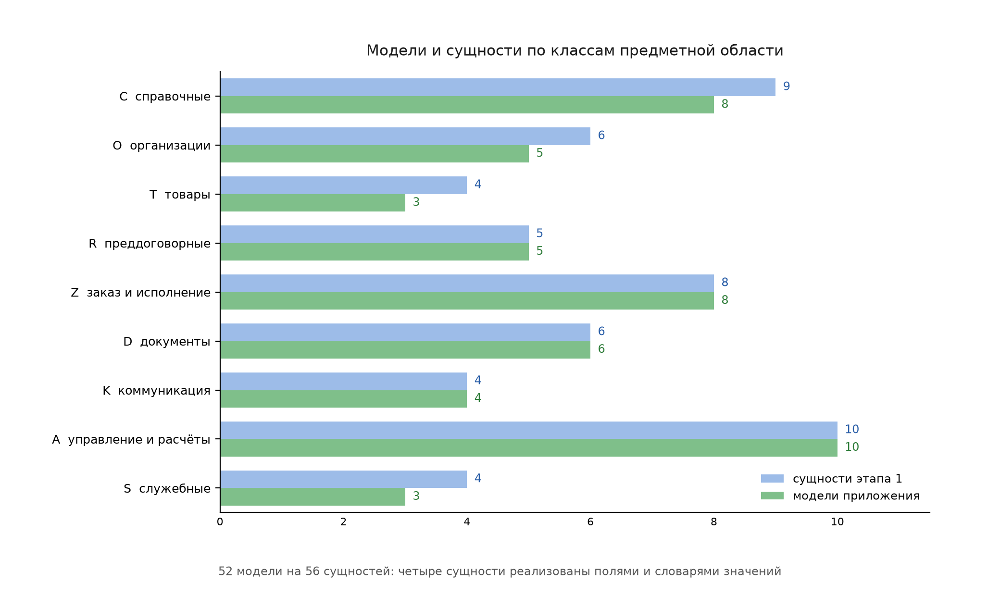 Модели и сущности по классам предметной области
C справочные
9
8
O организации
6
5
T товары
4
3
R преддоговорные
5
5
Z заказ и исполнение
8
8
D документы
6
6
K коммуникация
4
4
A управление и расчёты
10
10
S служебные
4
3
сущности этапа 1
модели приложения
0 2 4 6 8 10
52 модели на 56 сущностей: четыре сущности реализованы полями и словарями значений